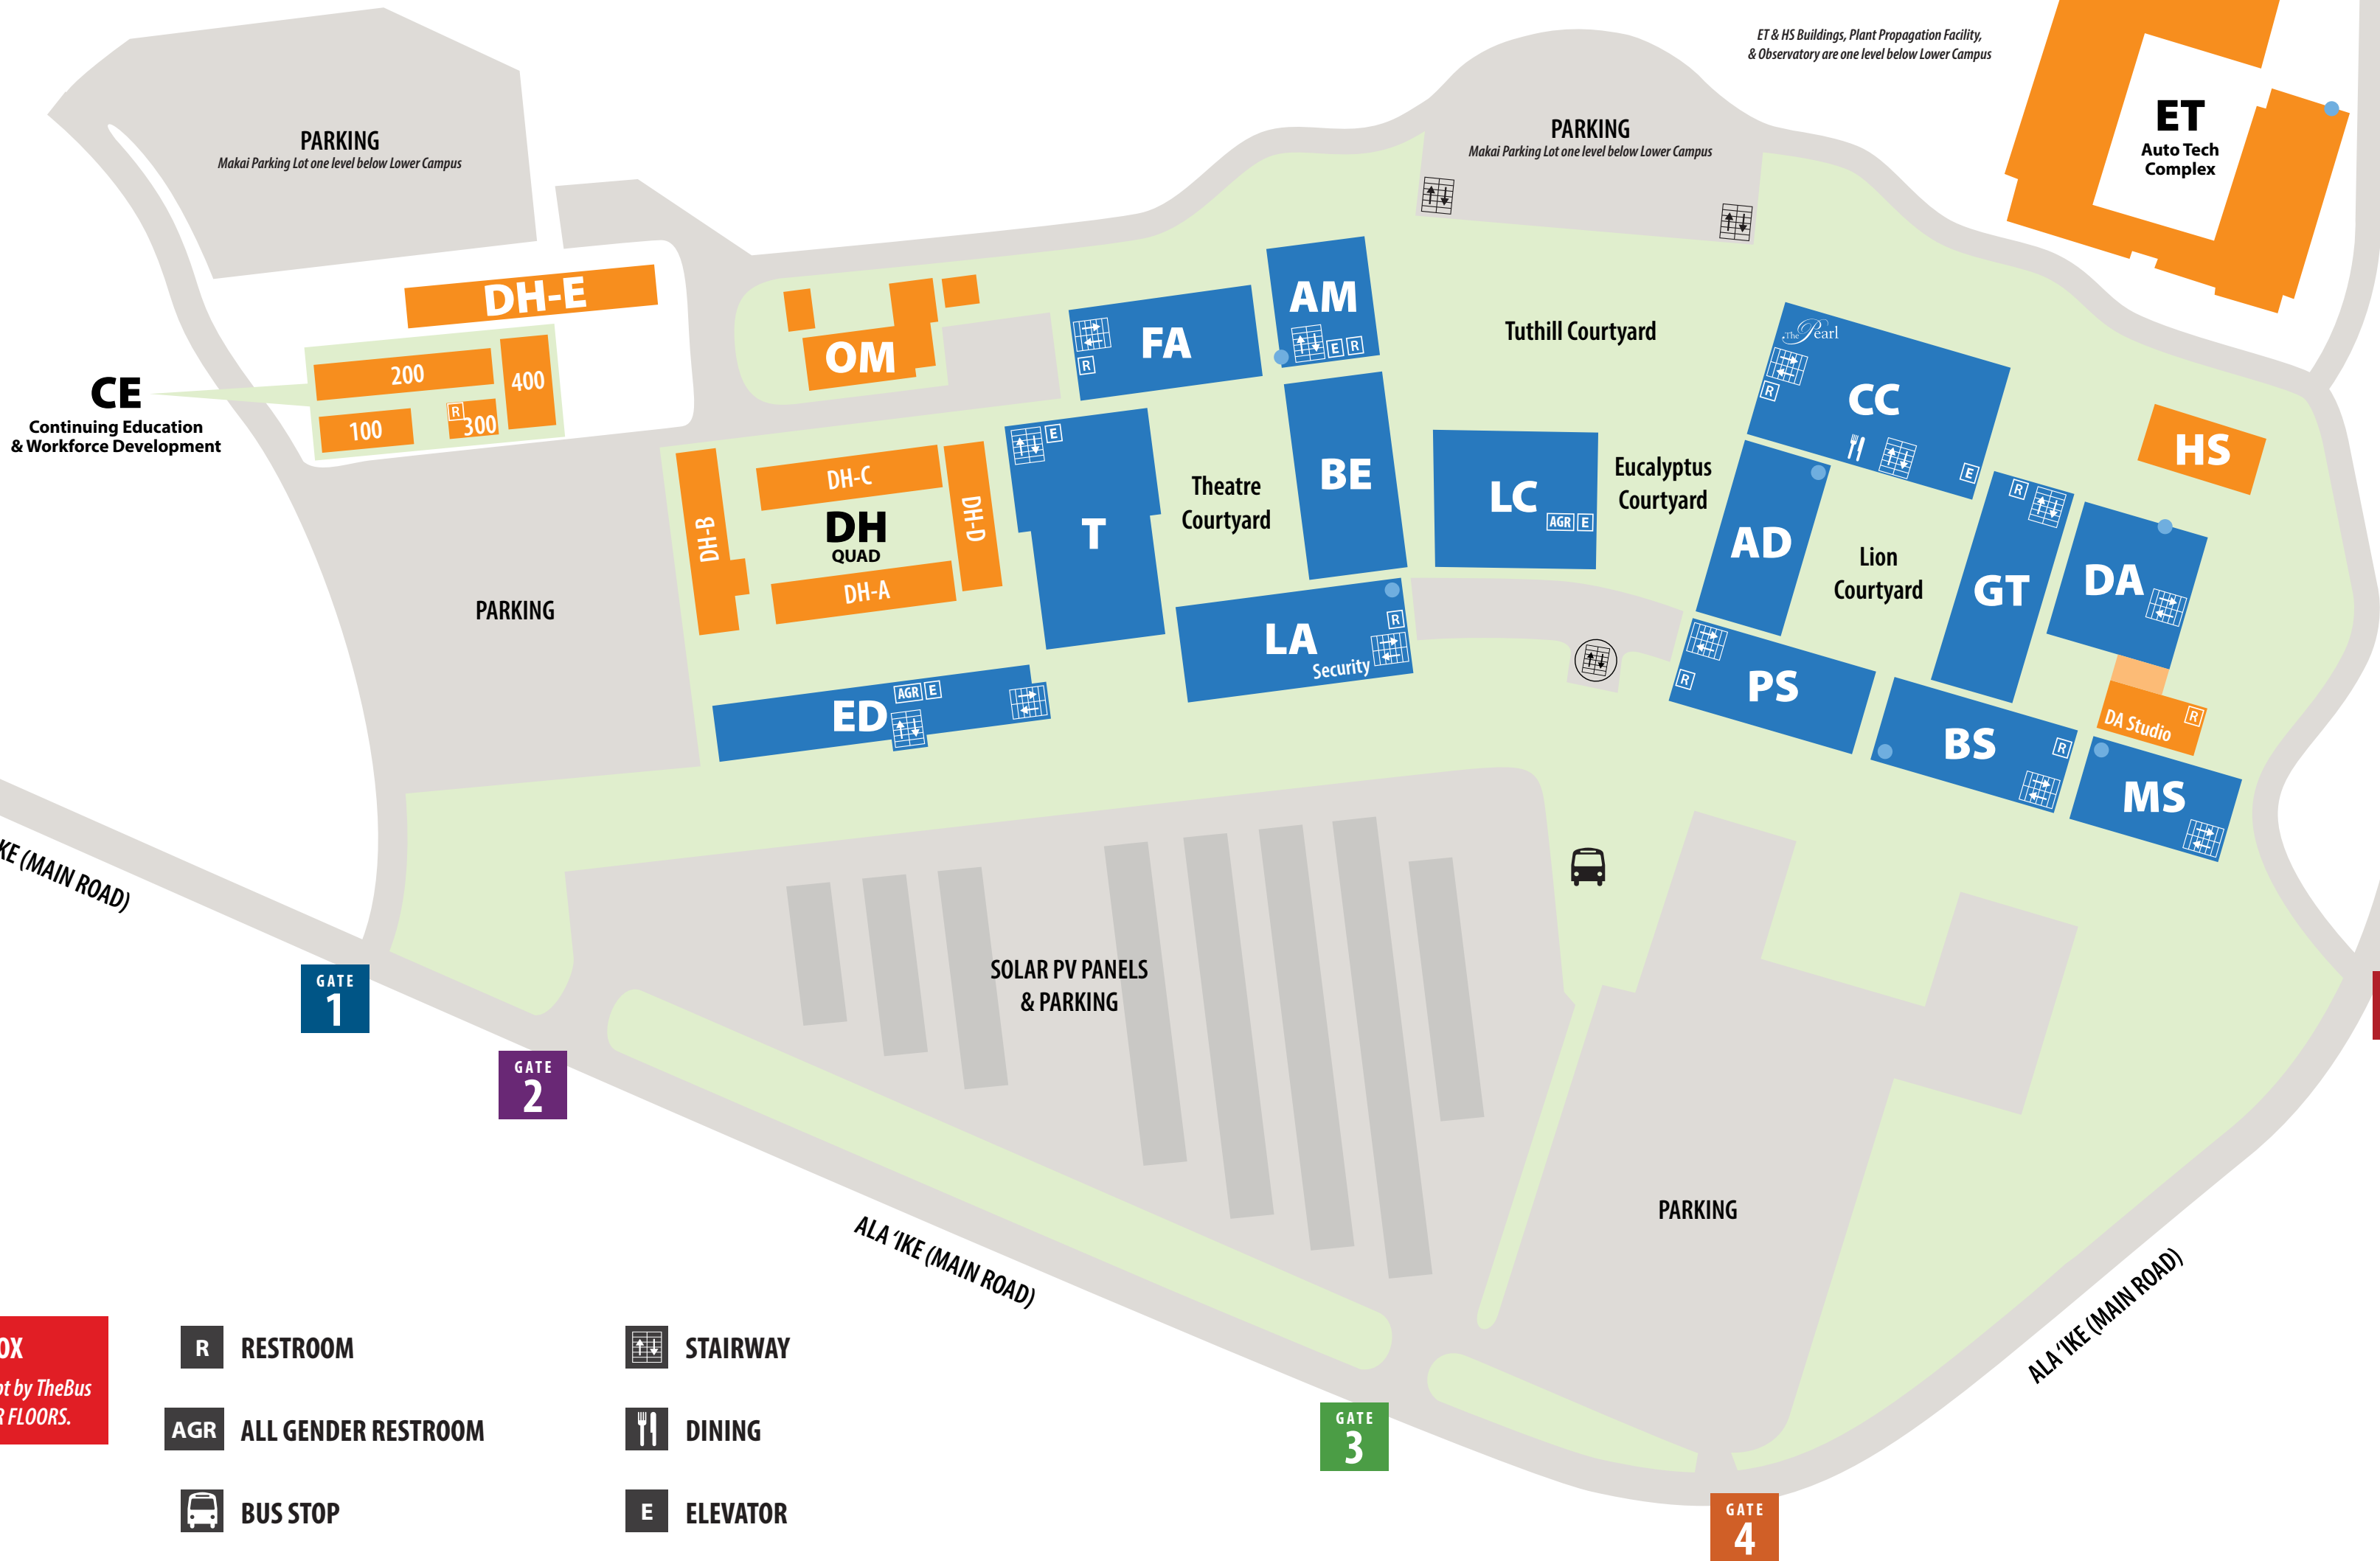 ET & HS Buildings, Plant Propagation Facility,
& Observatory are one level below Lower Campus
ET
Auto Tech
Complex
PARKING
Makai Parking Lot one level below Lower Campus
PARKING
Makai Parking Lot one level below Lower Campus
DH-E
200
400
100
R
300
CE
Continuing Education
& Workforce Development
OM
FA
R
AM
E R
Tuthill Courtyard
The Pearl
CC
R
E
HS
DH-B
DH-C
DH
QUAD
DH-D
DH-A
E
T
Theatre
Courtyard
BE
LC
AGR E
Eucalyptus
Courtyard
AD
Lion
Courtyard
R
GT
DA
PARKING
LA
Security
R
ED
AGR E
PS
R
BS
R
DA Studio
R
MS
KE (MAIN ROAD)
GATE
1
GATE
2
SOLAR PV PANELS
& PARKING
PARKING
ALA ‘IKE (MAIN ROAD)
ALA ‘IKE (MAIN ROAD)
GATE
3
GATE
4
OX
ot by TheBus
R FLOORS.
R RESTROOM
AGR ALL GENDER RESTROOM
BUS STOP
STAIRWAY
DINING
E ELEVATOR